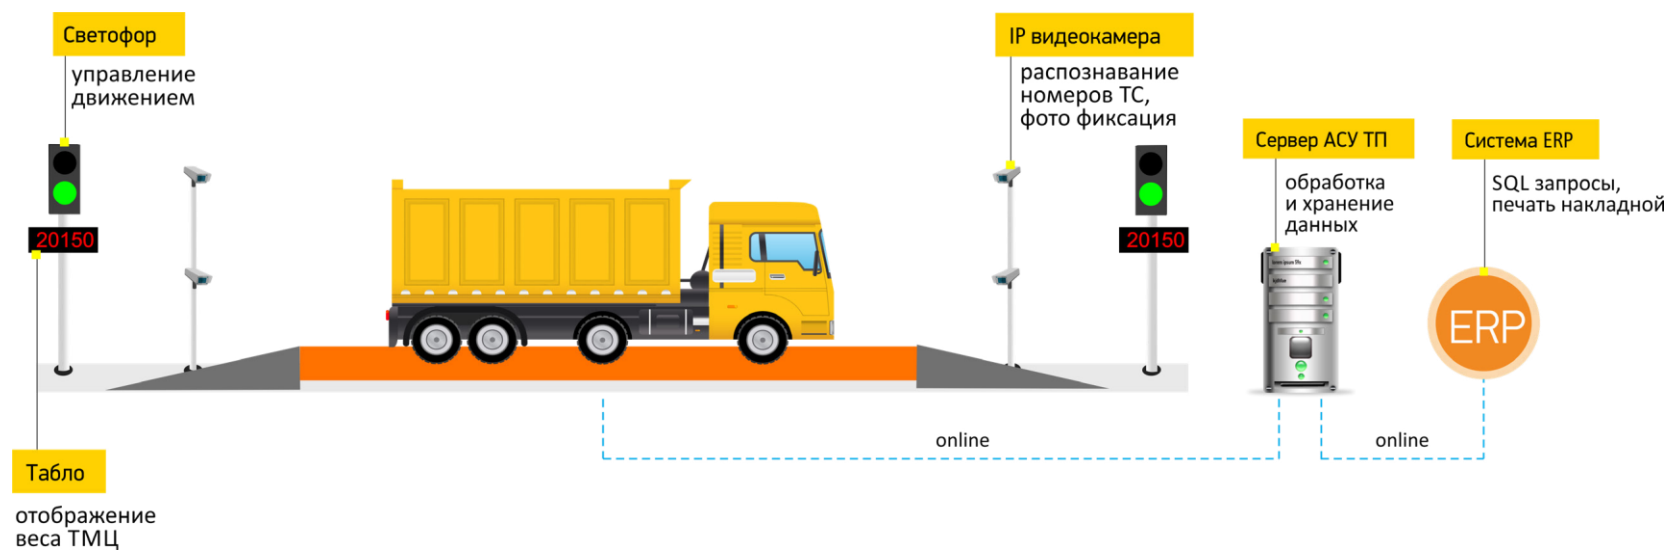 Светофор
управление
движением
20150
Табло
отображение
веса ТМЦ
IP видеокамера
распознавание
номеров ТС,
фото фиксация
20150
Сервер АСУ ТП
обработка
и хранение
данных
Система ERP
SQL запросы,
печать накладной
ERP
online
online